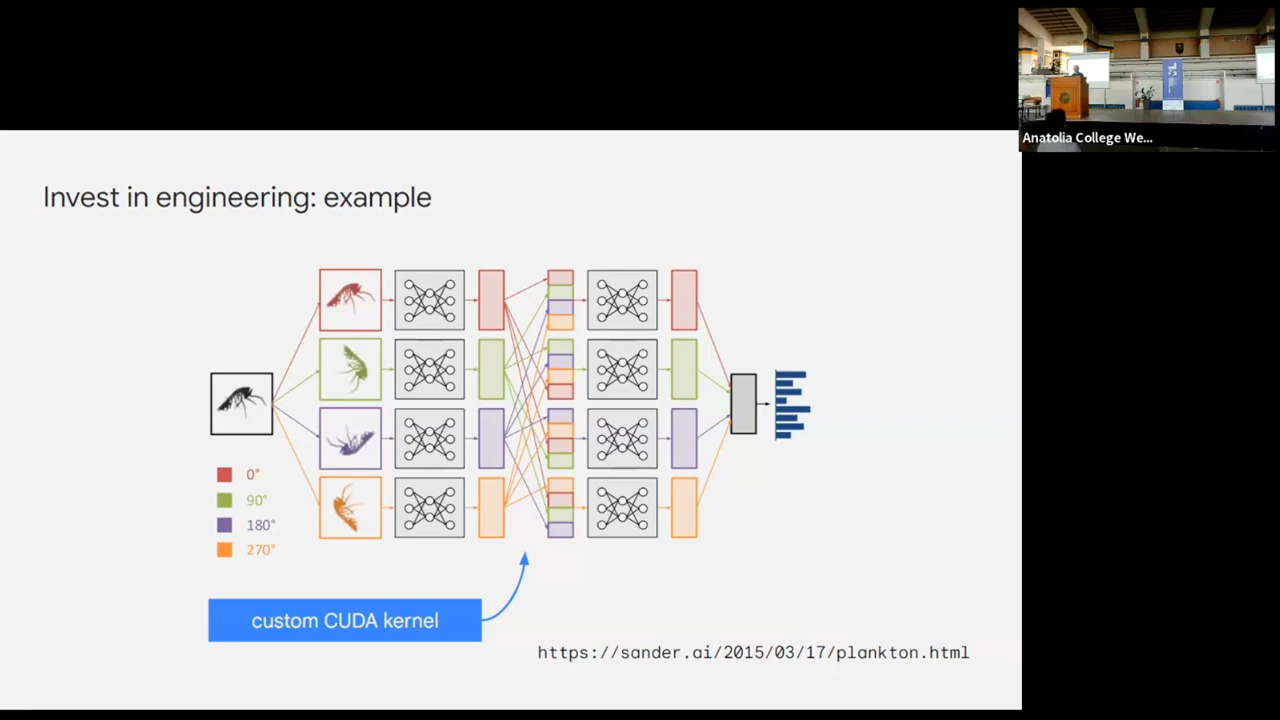 Anatolia College We...
Invest in engineering: example
0°
90°
180°
270°
custom CUDA kernel
https://sander.ai/2015/03/17/plankton.html